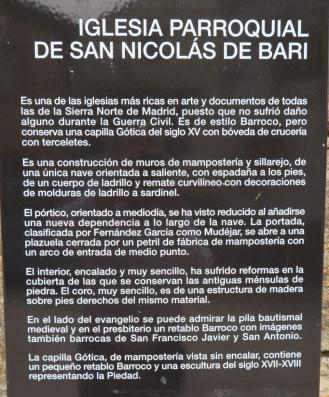 IGLESIA PARROQUIAL
DE SAN NICOLÁS DE BARI
Es una de las iglesias más ricas en arte y documentos de todas
las de la Sierra Norte de Madrid, puesto que no sufrió daño
alguno durante la Guerra Civil. Es de estilo Barroco, pero
conserva una capilla Gótica del siglo XV con bóveda de crucería
con terceletes.
Es una construcción de muros de mampostería y sillarejo, de
una única nave orientada a saliente, con espadaña a los pies,
de un cuerpo de ladrillo y remate curvilíneo con decoraciones
de molduras de ladrillo a sardinel.
El pórtico, orientado a mediodía, se ha visto reducido al añadirse
una nueva dependencia a lo largo de la nave. La portada,
clasificada por Fernández García como Mudéjar, se abre a una
plazuela cerrada por un petril de fábrica de mampostería con
un arco de entrada de medio punto.
El interior, encalado y muy sencillo, ha sufrido reformas en la
cubierta de las que se conservan las antiguas ménsulas de
piedra. El coro, muy sencillo, es de una estructura de madera
sobre pies derechos del mismo material.
En el lado del evangelio se puede admirar la pila bautismal
medieval y en el presbiterio un retablo Barroco con imágenes
también barrocas de San Francisco Javier y San Antonio.
La capilla Gótica, de mampostería vista sin encalar, contiene
un pequeño retablo Barroco y una escultura del siglo XVII-XVIII
representando la Piedad.